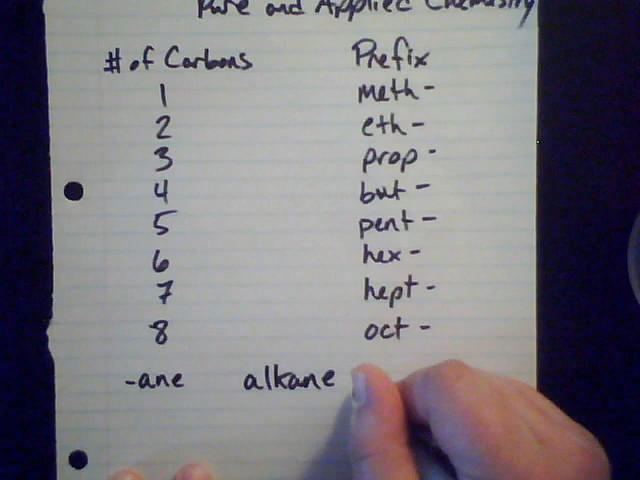 Pure and Applied Chemistry
# of Carbons Prefix
1 meth-
2 eth-
3 prop-
4 but-
5 pent-
6 hex-
7 hept-
8 oct-
-ane alkane